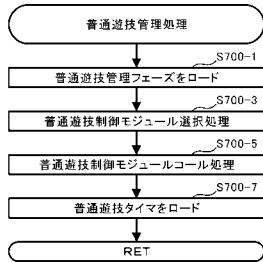 普通遊技管理処理
S700-1
普通遊技管理フェーズをロード
S700-3
普通遊技制御モジュール選択処理
S700-5
普通遊技制御モジュールコール処理
S700-7
普通遊技タイマをロード
RET